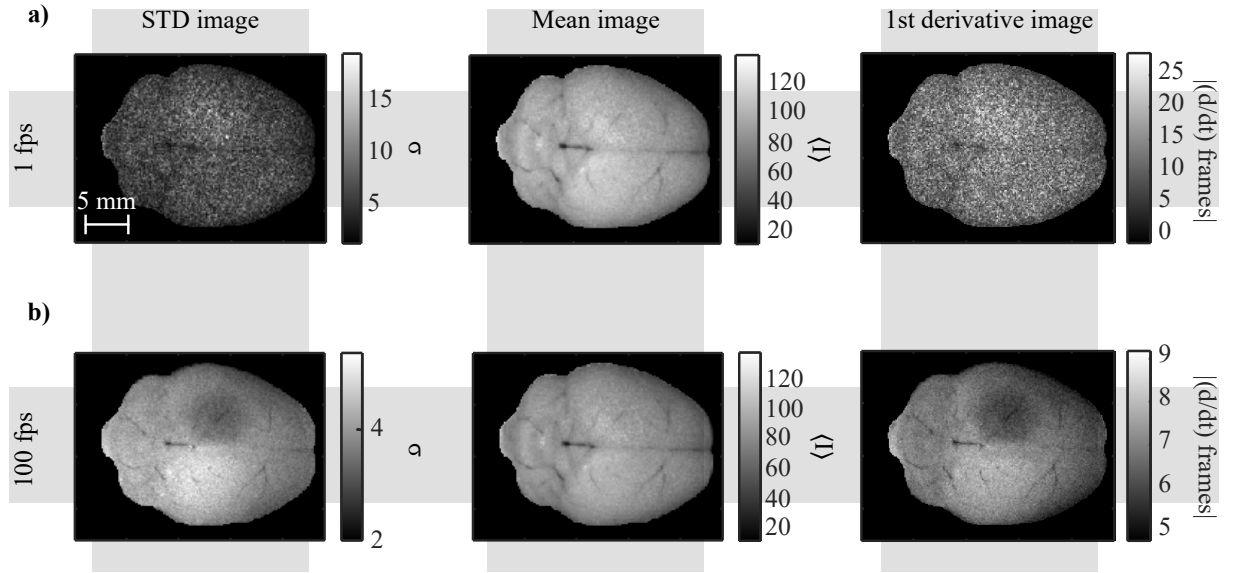 a)
STD image
Mean image
1st derivative image
1 fps
5 mm
15
10
5
σ
120
100
80
60
40
20
⟨I⟩
25
20
15
10
5
0
|(d/dt) frames|
b)
100 fps
4
2
σ
120
100
80
60
40
20
⟨I⟩
9
8
7
6
5
|(d/dt) frames|